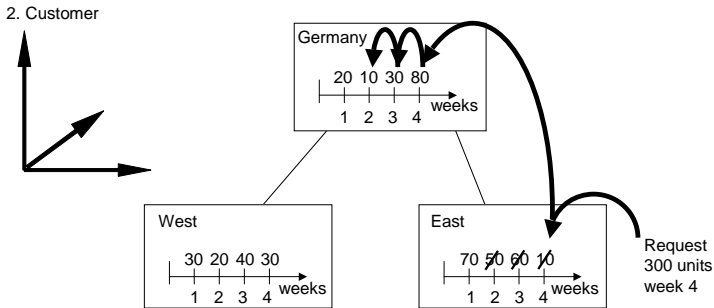 2. Customer
Germany
20 10 30 80
weeks
1 2 3 4
West
30 20 40 30
weeks
1 2 3 4
East
70 50 60 10
weeks
1 2 3 4
Request
300 units
week 4